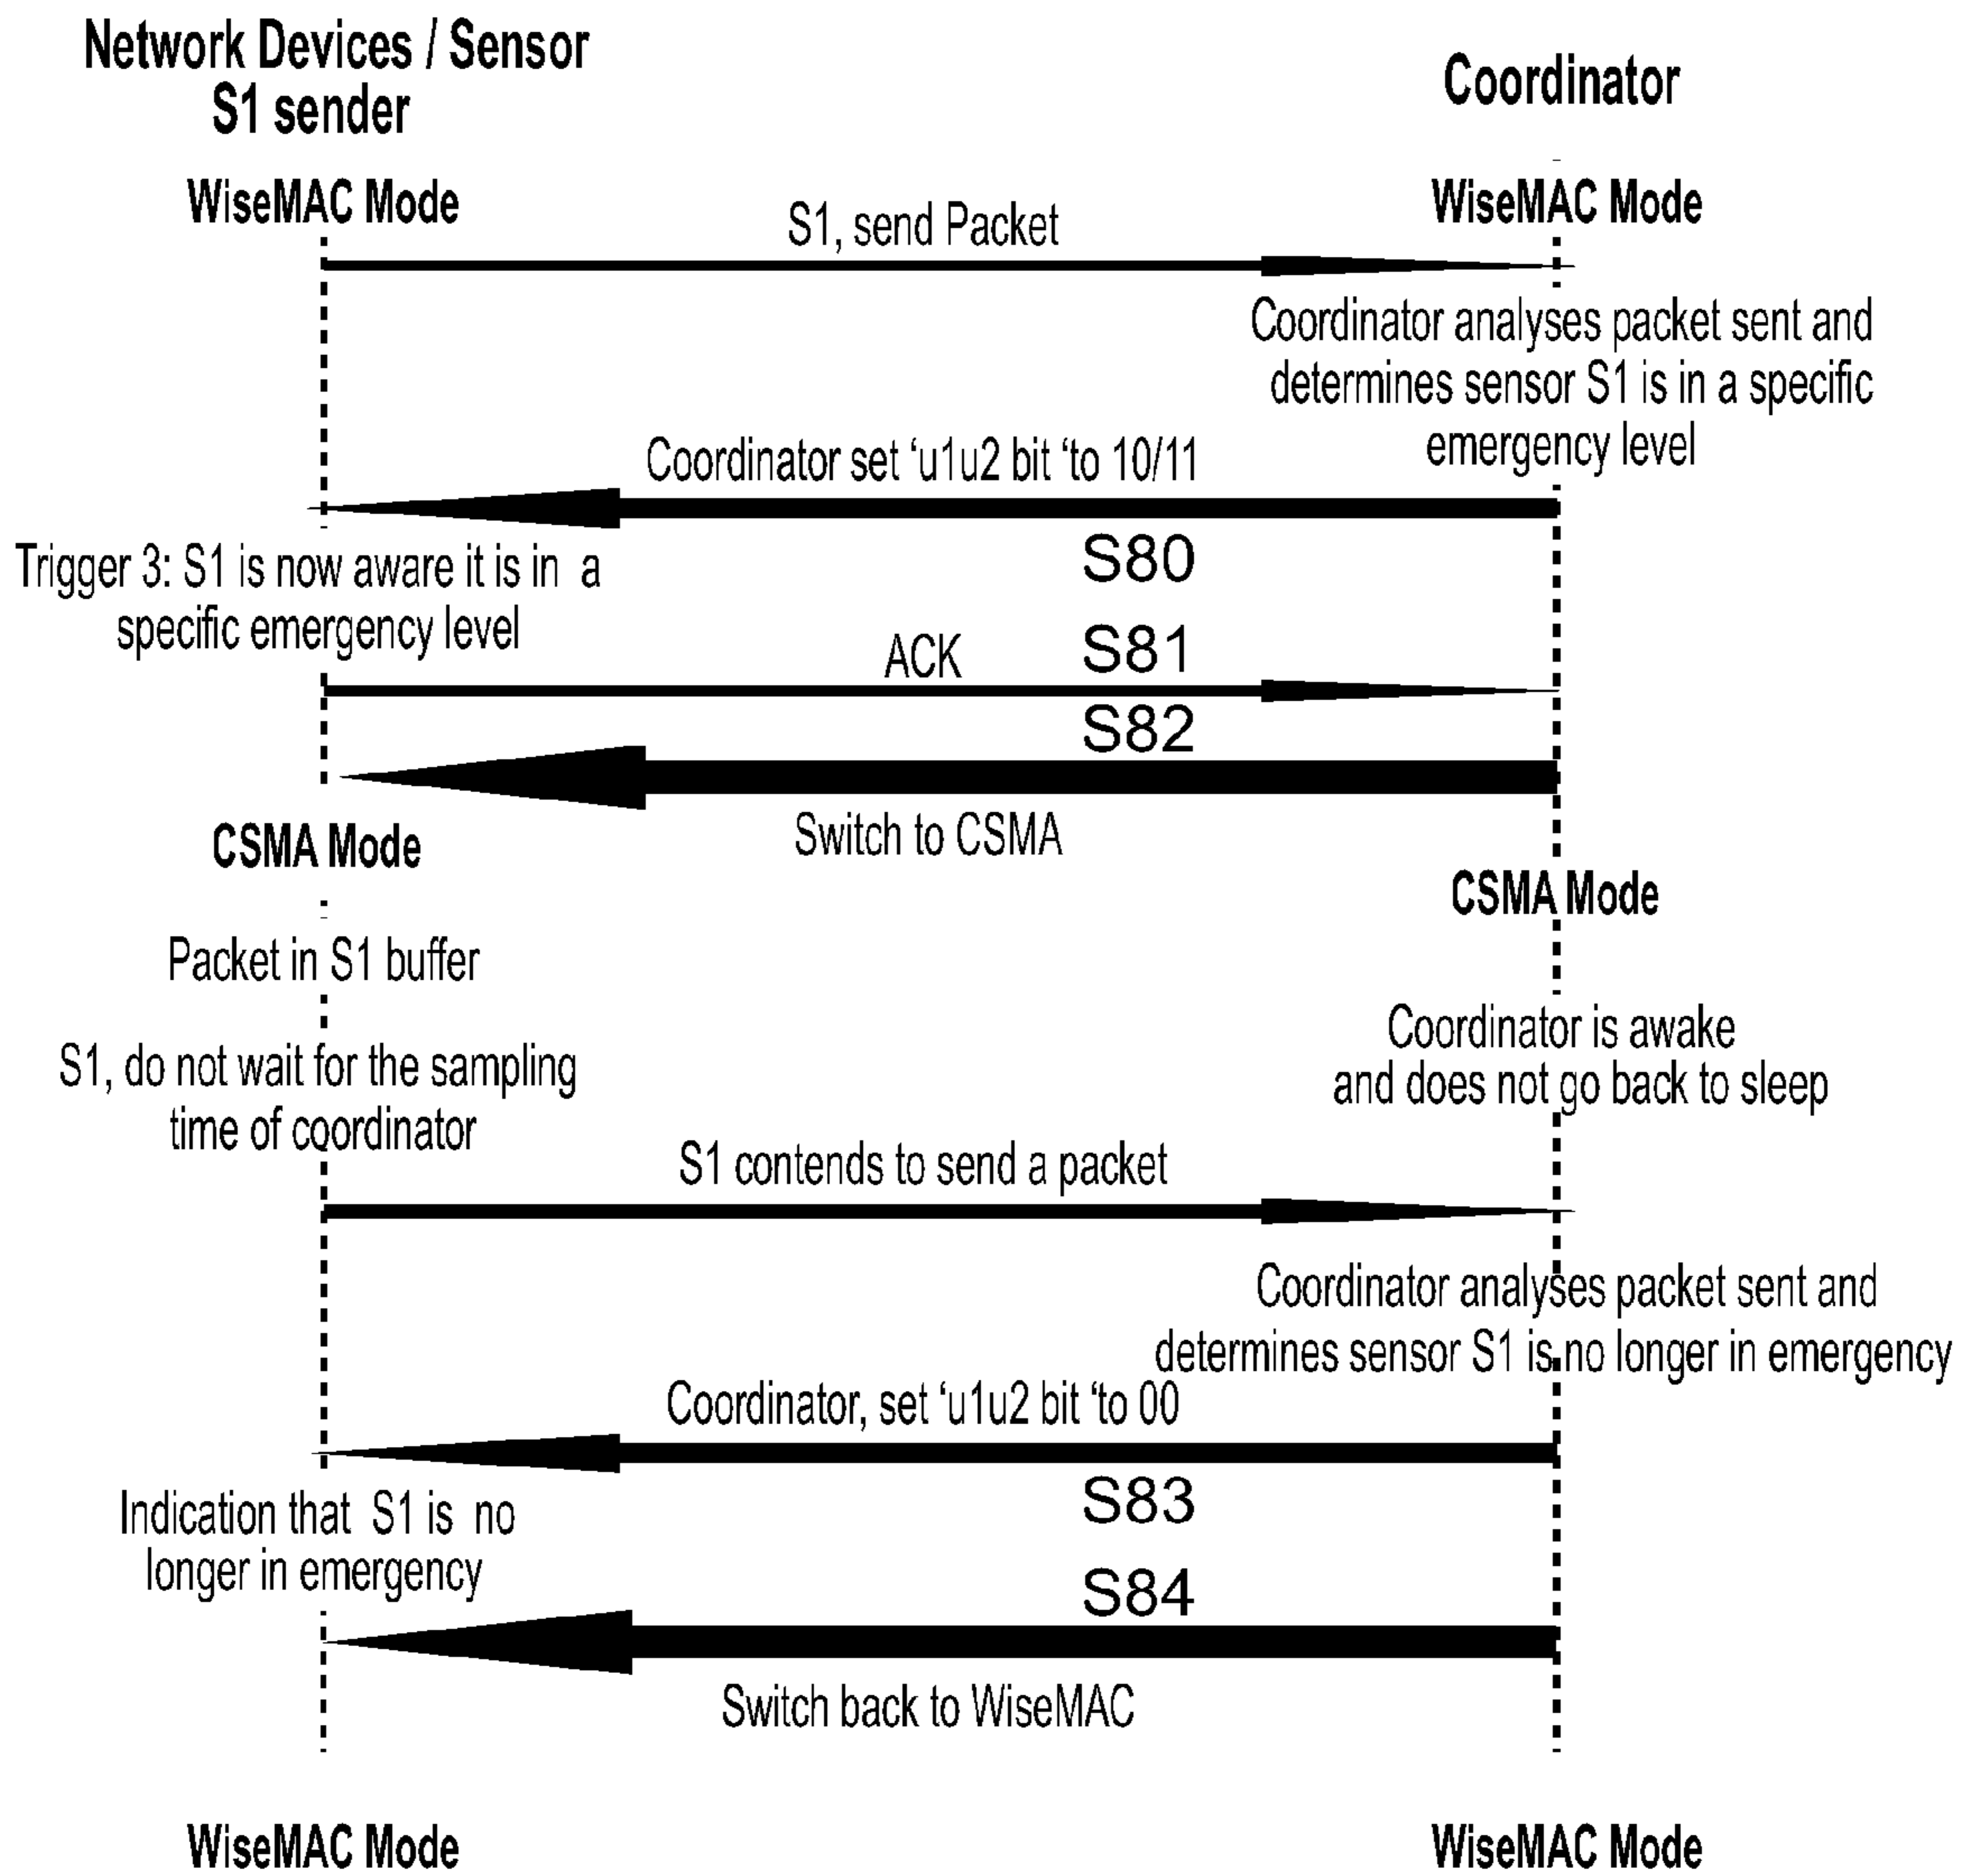 Network Devices / Sensor
S1 sender
Coordinator
WiseMAC Mode
WiseMAC Mode
S1, send Packet
Coordinator analyses packet sent and
determines sensor S1 is in a specific
emergency level
Coordinator set ‘u1u2 bit ‘to 10/11
S80
Trigger 3: S1 is now aware it is in a
specific emergency level
ACK
S81
S82
Switch to CSMA
CSMA Mode
CSMA Mode
Packet in S1 buffer
Coordinator is awake
and does not go back to sleep
S1, do not wait for the sampling
time of coordinator
S1 contends to send a packet
Coordinator analyses packet sent and
determines sensor S1 is no longer in emergency
Coordinator, set ‘u1u2 bit ‘to 00
S83
Indication that S1 is no
longer in emergency
S84
Switch back to WiseMAC
WiseMAC Mode
WiseMAC Mode